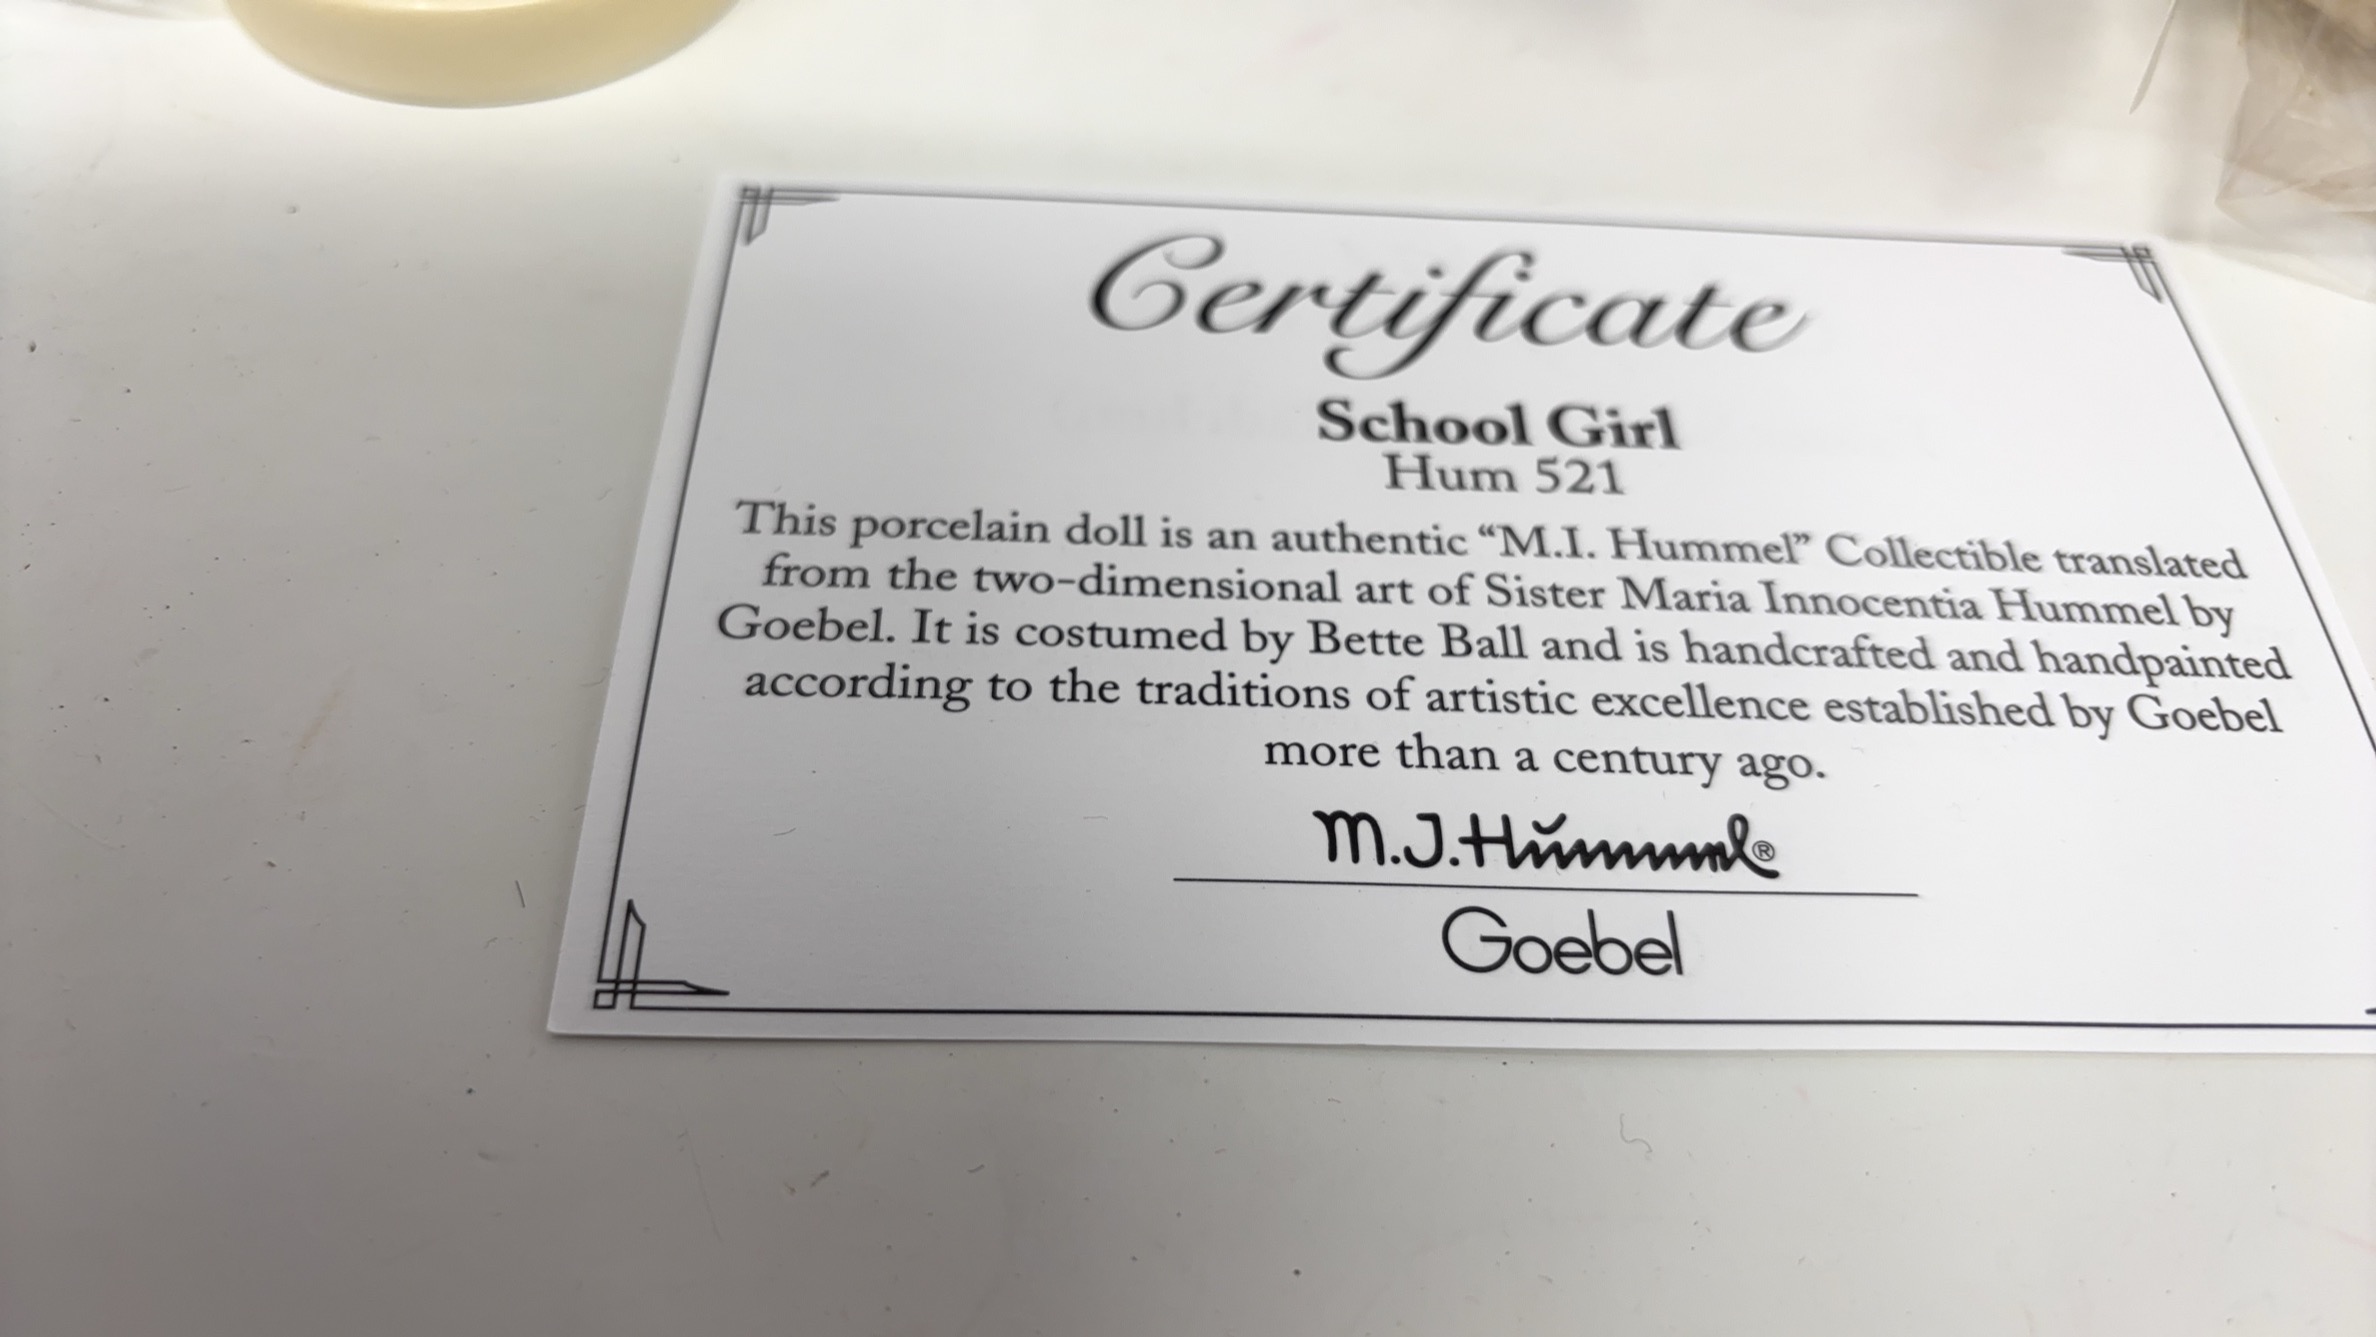 Certificate
School Girl
Hum 521
This porcelain doll is an authentic “M.I. Hummel” Collectible translated
from the two-dimensional art of Sister Maria Innocentia Hummel by
Goebel. It is costumed by Bette Ball and is handcrafted and handpainted
according to the traditions of artistic excellence established by Goebel
more than a century ago.
M.J. Hummel®
Goebel